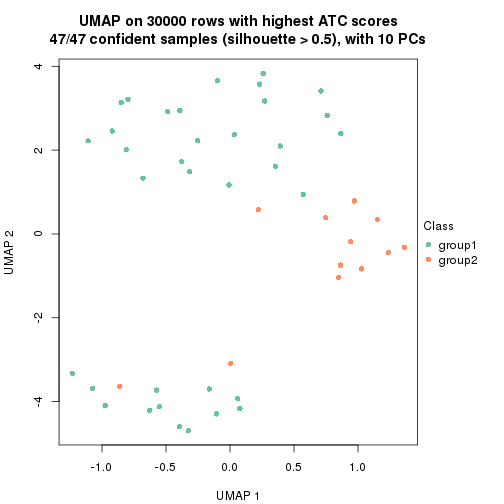 UMAP on 30000 rows with highest ATC scores
47/47 confident samples (silhouette > 0.5), with 10 PCs
4
2
0
-2
-4
UMAP 2
-1.0
-0.5
0.0
0.5
1.0
UMAP 1
Class
group1
group2